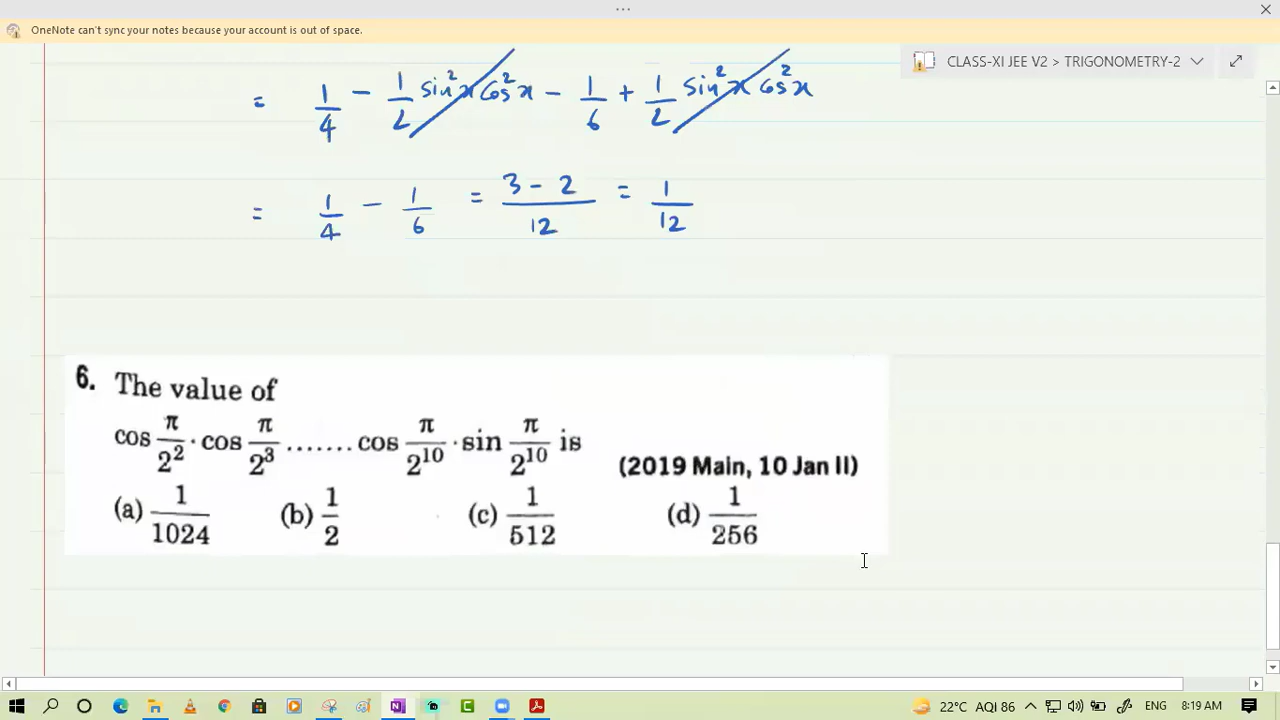 ...
OneNote can't sync your notes because your account is out of space.
CLASS-XI JEE V2 > TRIGONOMETRY-2
= 1/4 - 1/2 sin²x cos²x - 1/6 + 1/2 sin²x cos²x
= 1/4 - 1/6 = (3 - 2)/12 = 1/12
6. The value of
cos π/2² · cos π/2³ ....... cos π/2¹⁰ · sin π/2¹⁰ is
(2019 Main, 10 Jan II)
(a) 1/1024 (b) 1/2 (c) 1/512 (d) 1/256
22°C AQI 86 ENG 8:19 AM